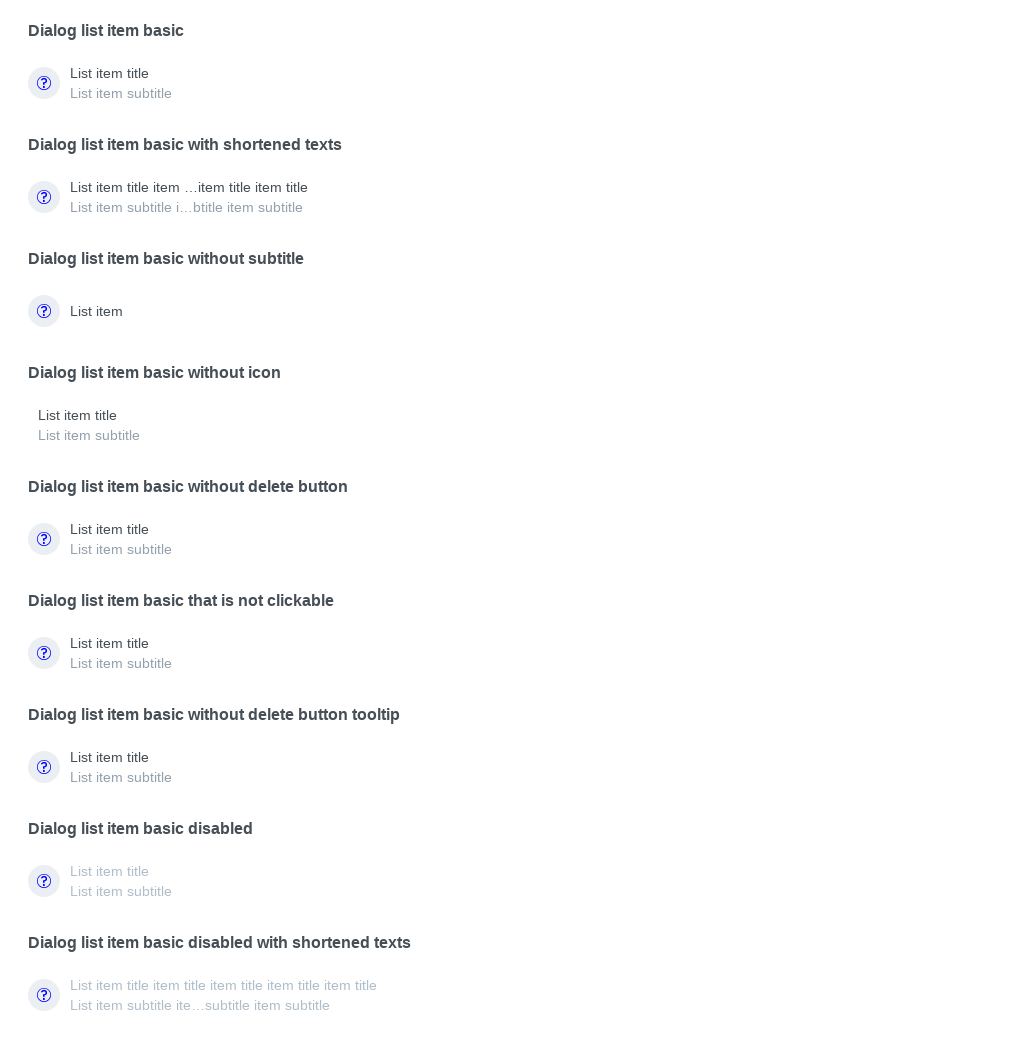 Dialog list item basic
List item title
List item subtitle
Dialog list item basic with shortened texts
List item title item …item title item title
List item subtitle i…btitle item subtitle
Dialog list item basic without subtitle
List item
Dialog list item basic without icon
List item title
List item subtitle
Dialog list item basic without delete button
List item title
List item subtitle
Dialog list item basic that is not clickable
List item title
List item subtitle
Dialog list item basic without delete button tooltip
List item title
List item subtitle
Dialog list item basic disabled
List item title
List item subtitle
Dialog list item basic disabled with shortened texts
List item title item title item title item title item title
List item subtitle ite…subtitle item subtitle